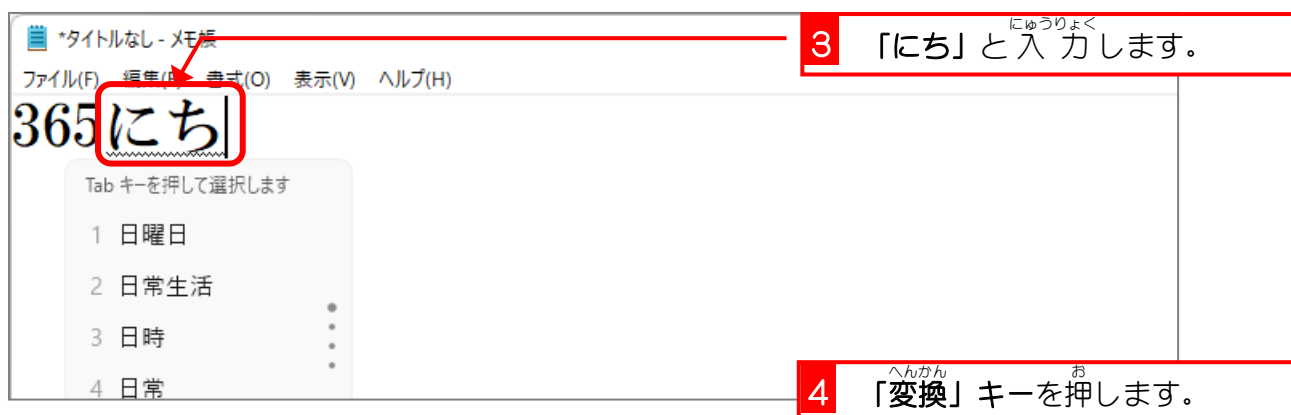 *タイトルなし - メモ帳
3 「にち」と入力します。
にゅうりょく
ファイル(F) 編集(E) 書式(O) 表示(V) ヘルプ(H)
365にち
Tab キーを押して選択します
1 日曜日
2 日常生活
3 日時
4 日常
へんかん お
4 「変換」キーを押します。